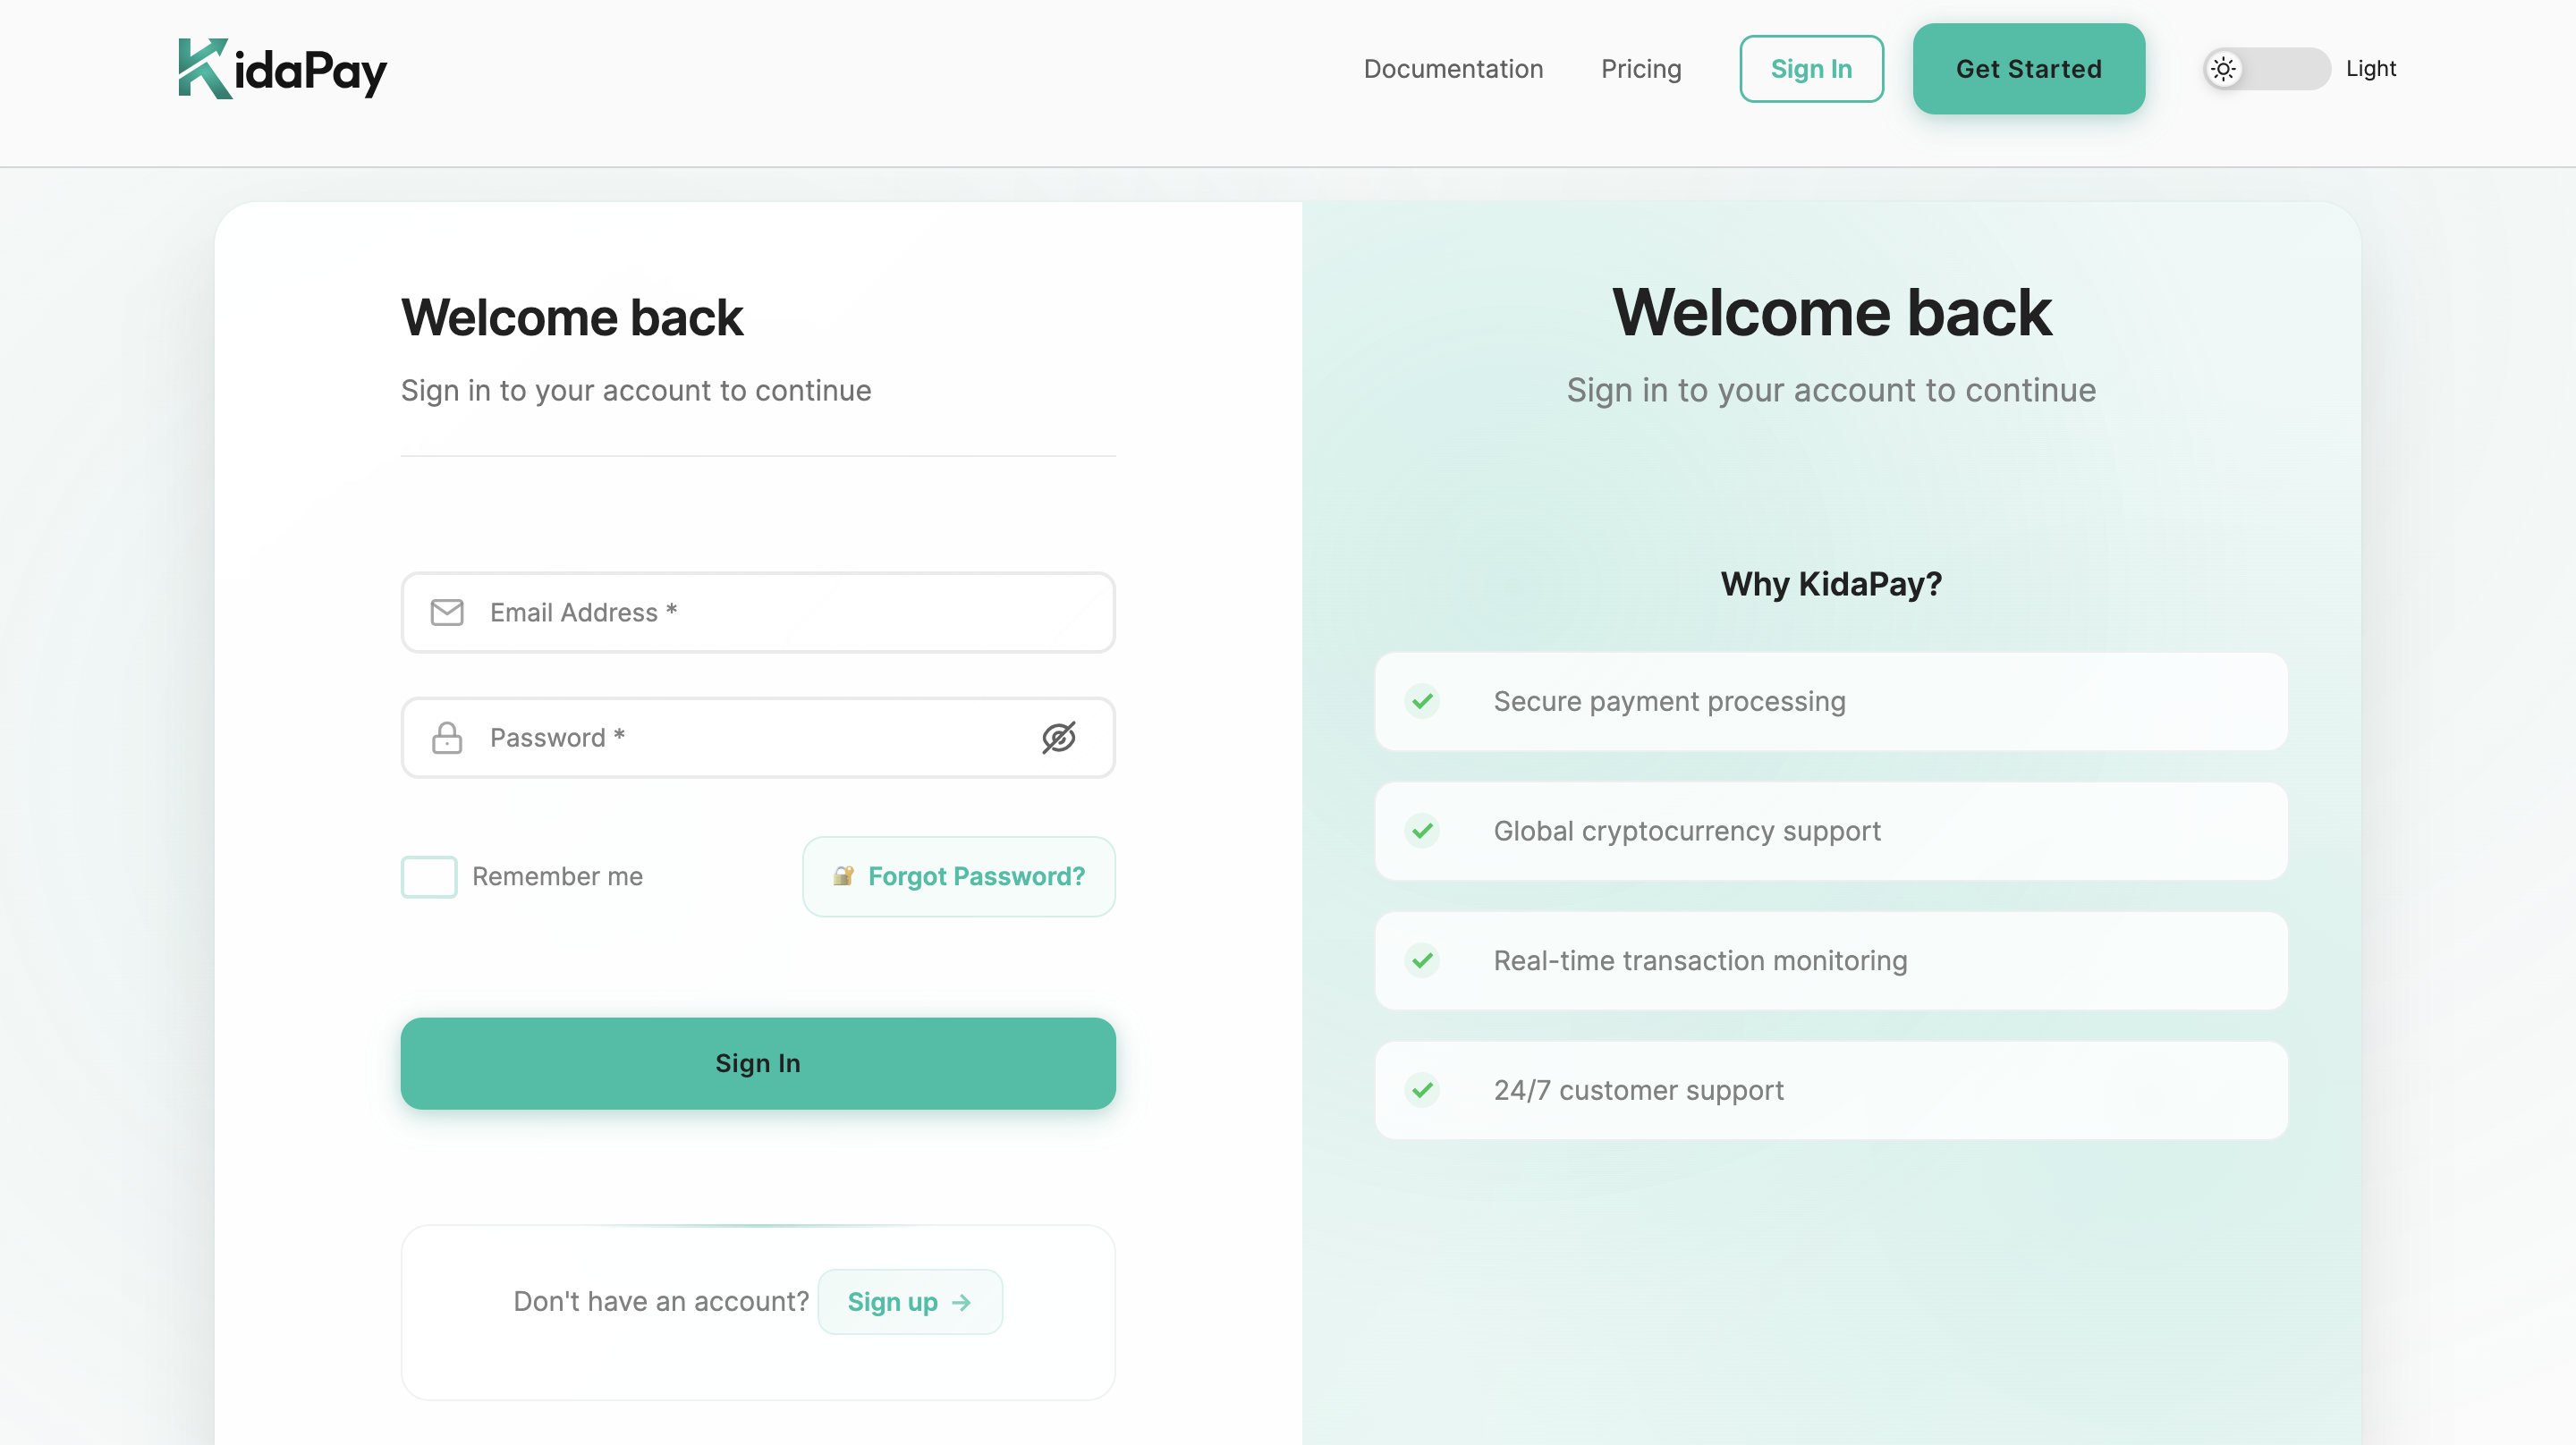 KidaPay
Documentation
Pricing
Sign In
Get Started
Light
Welcome back
Sign in to your account to continue
Email Address *
Password *
Remember me
Forgot Password?
Sign In
Don't have an account? Sign up →
Welcome back
Sign in to your account to continue
Why KidaPay?
Secure payment processing
Global cryptocurrency support
Real-time transaction monitoring
24/7 customer support